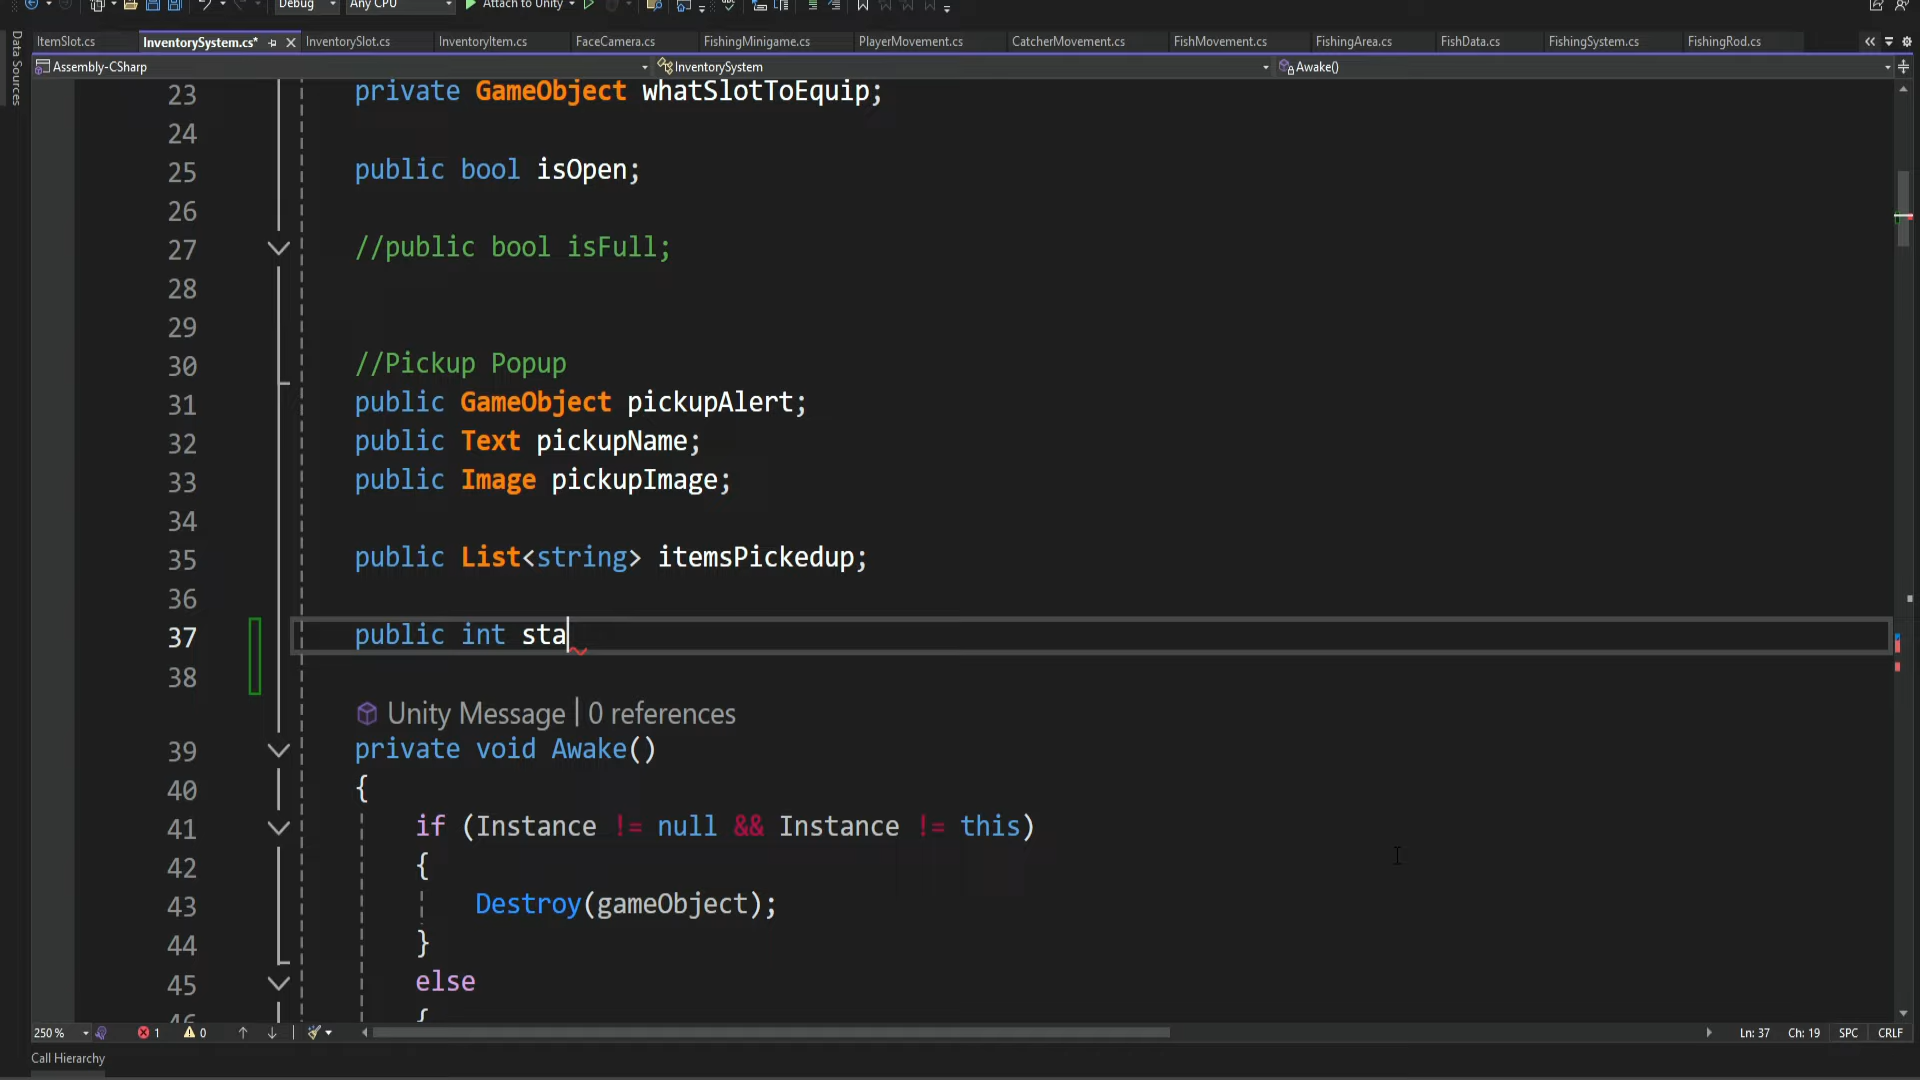 Debug
Any CPU
Attach to Unity
ItemSlot.cs
InventorySystem.cs*
InventorySlot.cs
InventoryItem.cs
FaceCamera.cs
FishingMinigame.cs
PlayerMovement.cs
CatcherMovement.cs
FishMovement.cs
FishingArea.cs
FishData.cs
FishingSystem.cs
FishingRod.cs
Data Sources
Assembly-CSharp
InventorySystem
Awake()
23 private GameObject whatSlotToEquip;
24
25 public bool isOpen;
26
27 //public bool isFull;
28
29
30 //Pickup Popup
31 public GameObject pickupAlert;
32 public Text pickupName;
33 public Image pickupImage;
34
35 public List<string> itemsPickedup;
36
37 public int sta
38
Unity Message | 0 references
39 private void Awake()
40 {
41 if (Instance != null && Instance != this)
42 {
43 Destroy(gameObject);
44 }
45 else
46 {
250 %
1
0
Ln: 37
Ch: 19
SPC
CRLF
Call Hierarchy